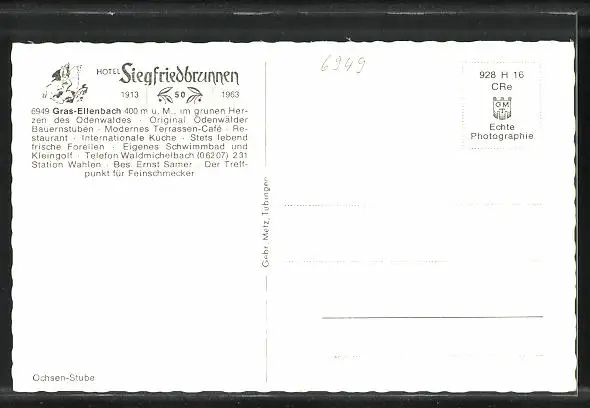 HOTEL Siegfriedbrunnen
1913 50 1963
6949 Gras-Ellenbach 400 m ü. M., im grünen Her-
zen des Odenwaldes · Original Odenwälder
Bauernstuben · Modernes Terrassen-Café · Re-
staurant · Internationale Küche · Stets lebend
frische Forellen · Eigenes Schwimmbad und
Kleingolf · Telefon Waldmichelbach (06207) 231
Station Wahlen · Bes. Ernst Samer · Der Treff-
punkt für Feinschmecker
Ochsen-Stube
Gebr. Metz, Tübingen
6949
928 H 16
CRe
GM
T
Echte
Photographie